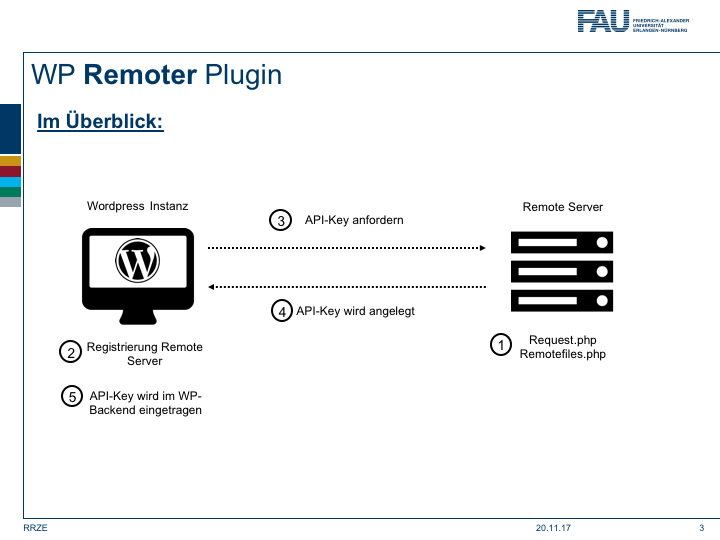 FAU
FRIEDRICH-ALEXANDER
UNIVERSITÄT
ERLANGEN-NÜRNBERG
WP Remoter Plugin
Im Überblick:
Wordpress Instanz
3 API-Key anfordern
Remote Server
4 API-Key wird angelegt
2 Registrierung Remote
Server
1 Request.php
Remotefiles.php
5 API-Key wird im WP-
Backend eingetragen
RRZE
20.11.17
3